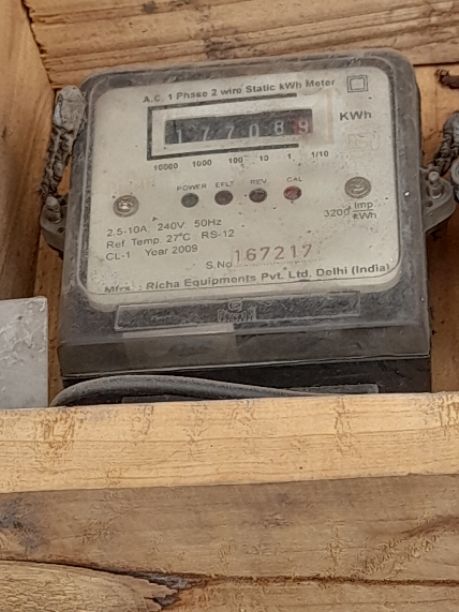 A.C. 1 Phase 2 wire Static kWh Meter
177089
KWh
10000 1000 100 10 1 1/10
POWER EFLT REV. CAL
3200 Imp/kWh
2.5-10A 240V 50Hz
Ref. Temp. 27°C RS-12
CL-1 Year 2009
S.No 167217
Mfrs. : Richa Equipments Pvt. Ltd. Delhi (India)